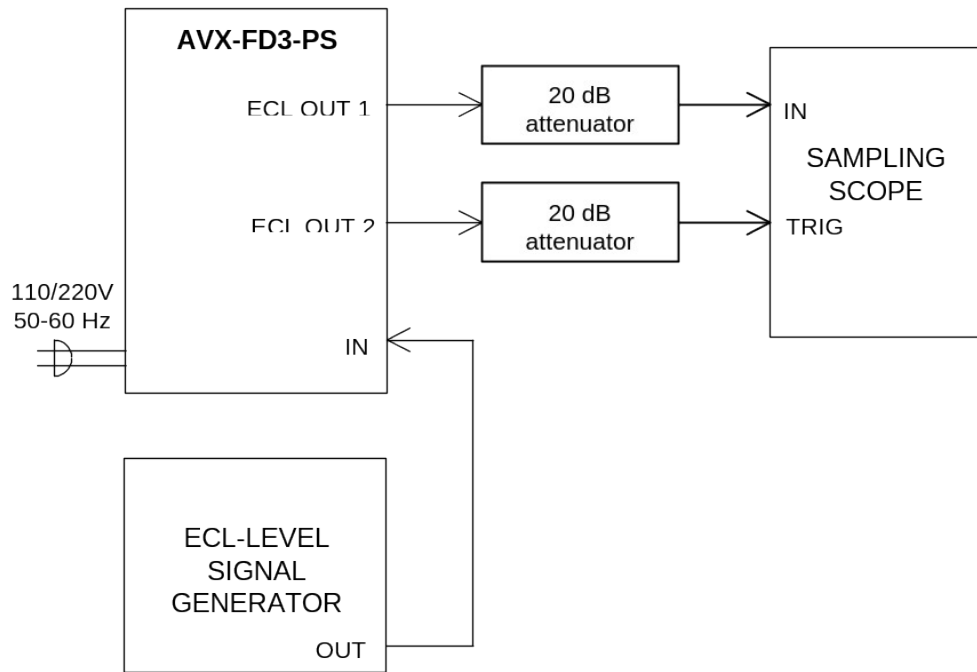 AVX-FD3-PS
ECL OUT 1
20 dB
attenuator
IN
SAMPLING
SCOPE
ECL OUT 2
20 dB
attenuator
TRIG
110/220V
50-60 Hz
IN
ECL-LEVEL
SIGNAL
GENERATOR
OUT